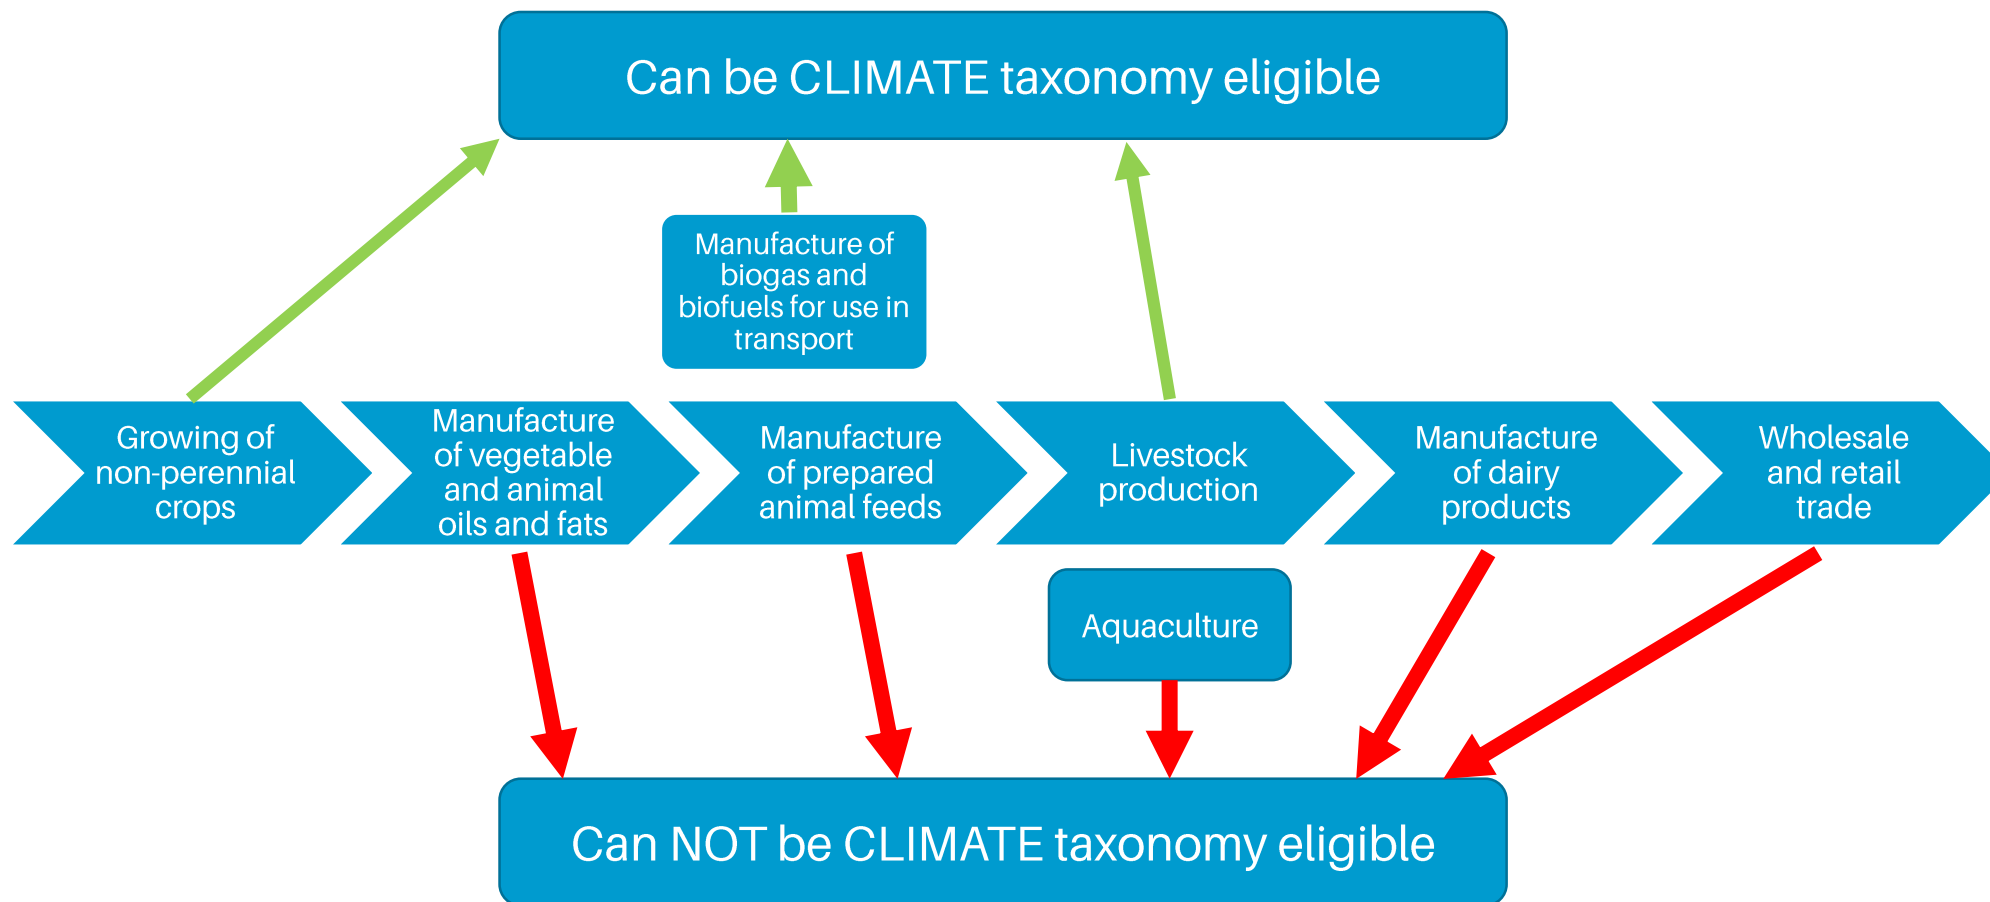 Can be CLIMATE taxonomy eligible
Manufacture of
biogas and
biofuels for use in
transport
Growing of
non-perennial
crops
Manufacture
of vegetable
and animal
oils and fats
Manufacture
of prepared
animal feeds
Livestock
production
Manufacture
of dairy
products
Wholesale
and retail
trade
Aquaculture
Can NOT be CLIMATE taxonomy eligible